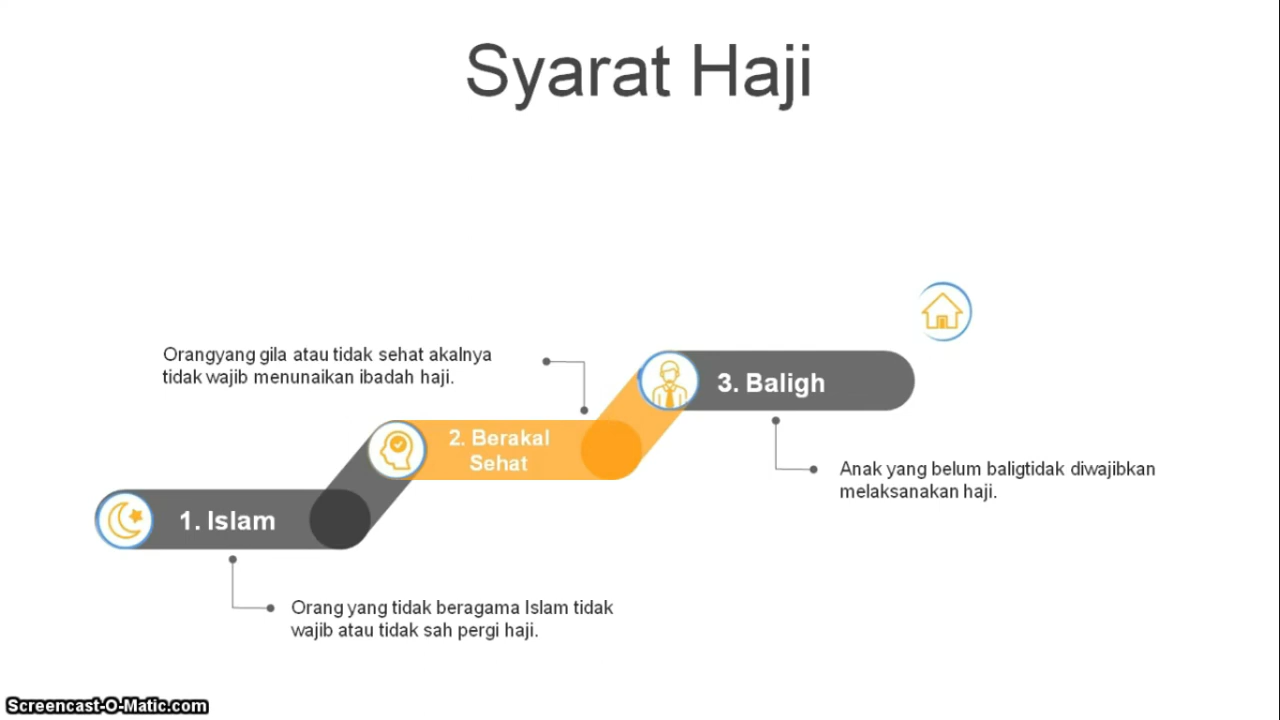 Syarat Haji
Orangyang gila atau tidak sehat akalnya
tidak wajib menunaikan ibadah haji.
3. Baligh
2. Berakal
Sehat
Anak yang belum baligtidak diwajibkan
melaksanakan haji.
1. Islam
Orang yang tidak beragama Islam tidak
wajib atau tidak sah pergi haji.
Screencast-O-Matic.com